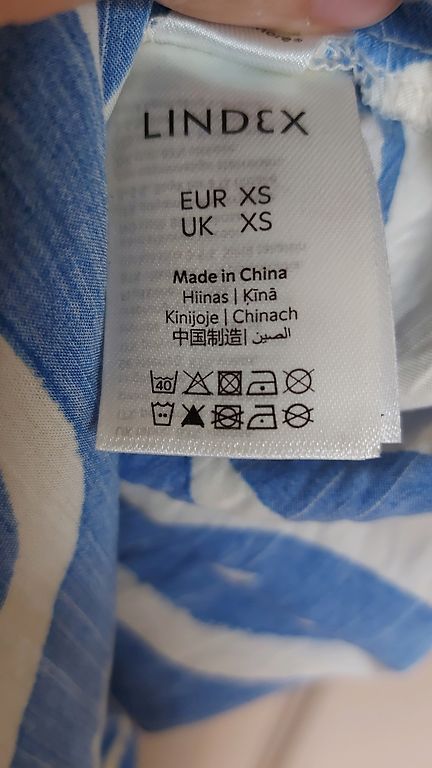 LINDEX
EUR XS
UK XS
Made in China
Hiinas | Ķīnā
Kinijoje | Chinach
中国制造| الصين
40